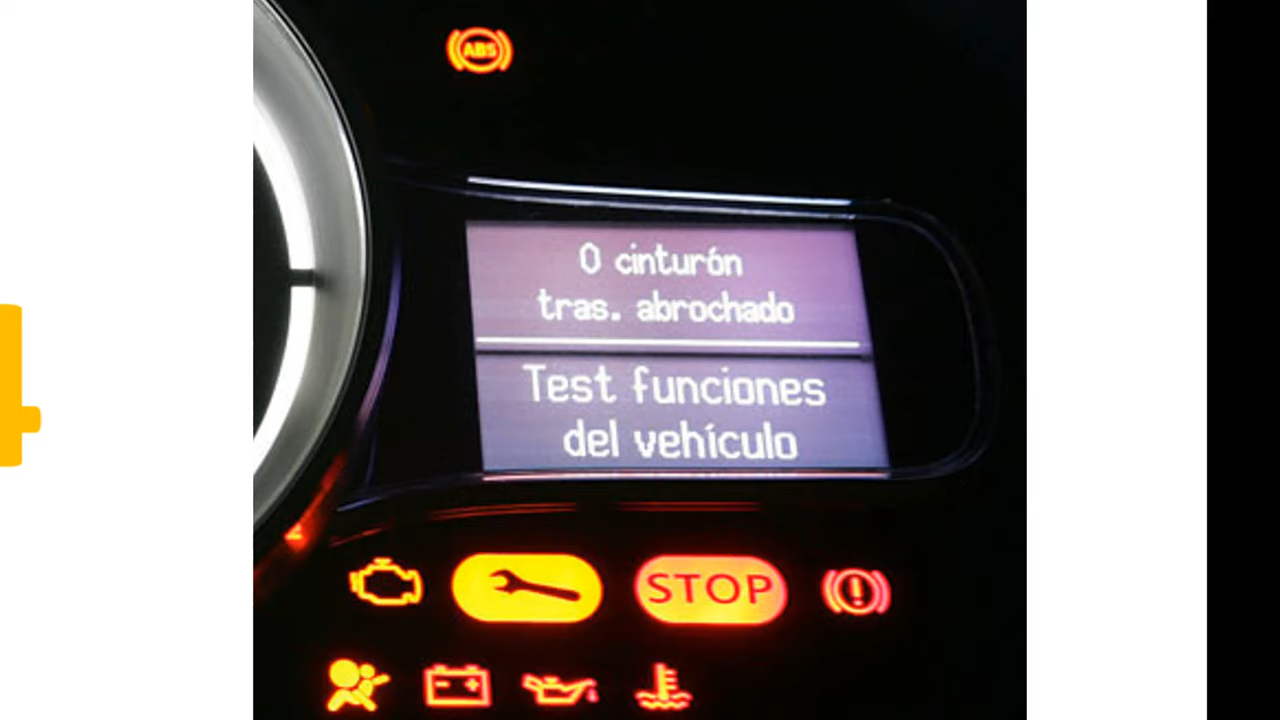 ABS
0 cinturón
tras. abrochado
Test funciones
del vehículo
STOP